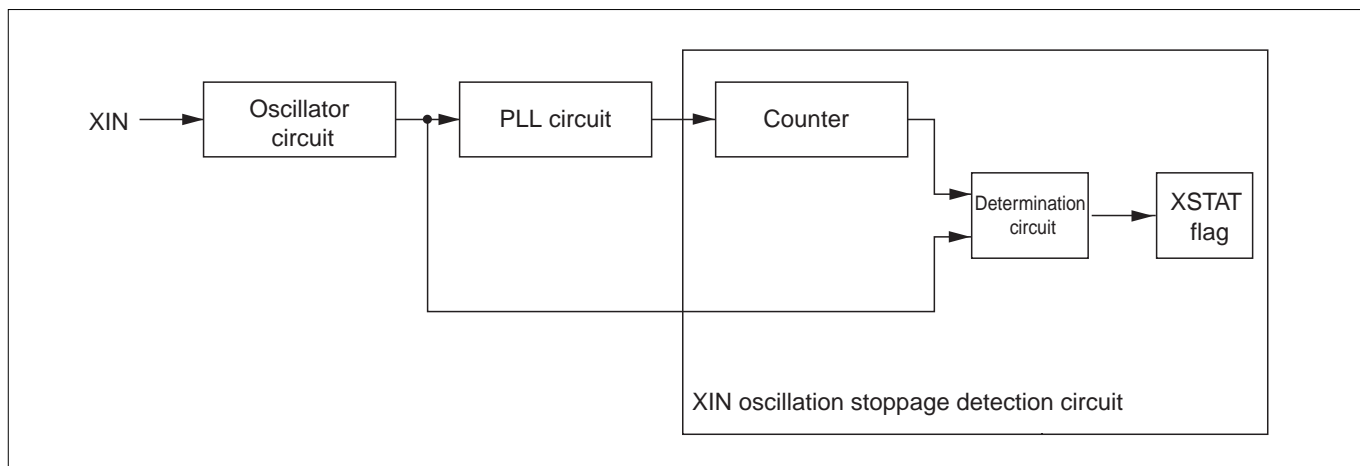 XIN
Oscillator
circuit
PLL circuit
Counter
Determination
circuit
XSTAT
flag
XIN oscillation stoppage detection circuit